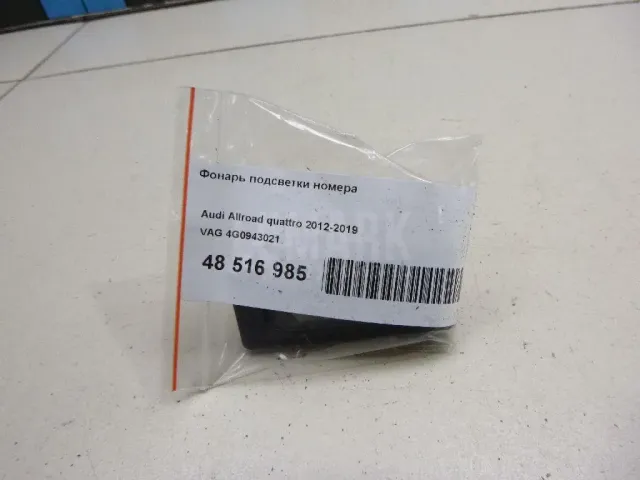 Фонарь подсветки номера
Audi Allroad quattro 2012-2019
VAG 4G0943021
48 516 985